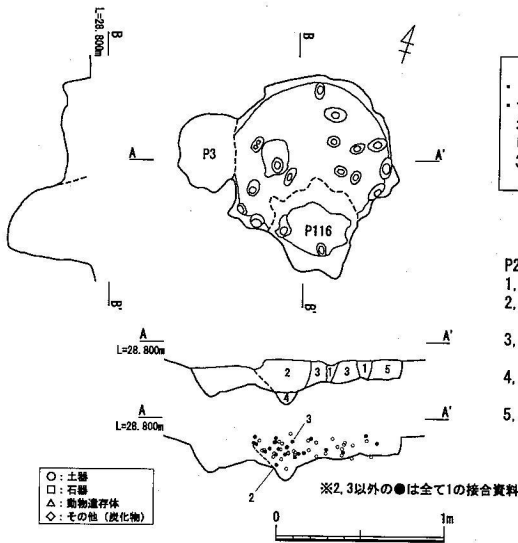 L=28.800m
B
B
4
P3
A
A'
P116
B'
B'
P2
1,
2,
3,
4,
5,
A
A'
L=28.800m
2
3
1
3
1
5
4
A
A'
L=28.800m
3
2
○:土器
□:石器
△:動物遺存体
◇:その他(炭化物)
※2,3以外の●は全て1の接合資料
0
1m